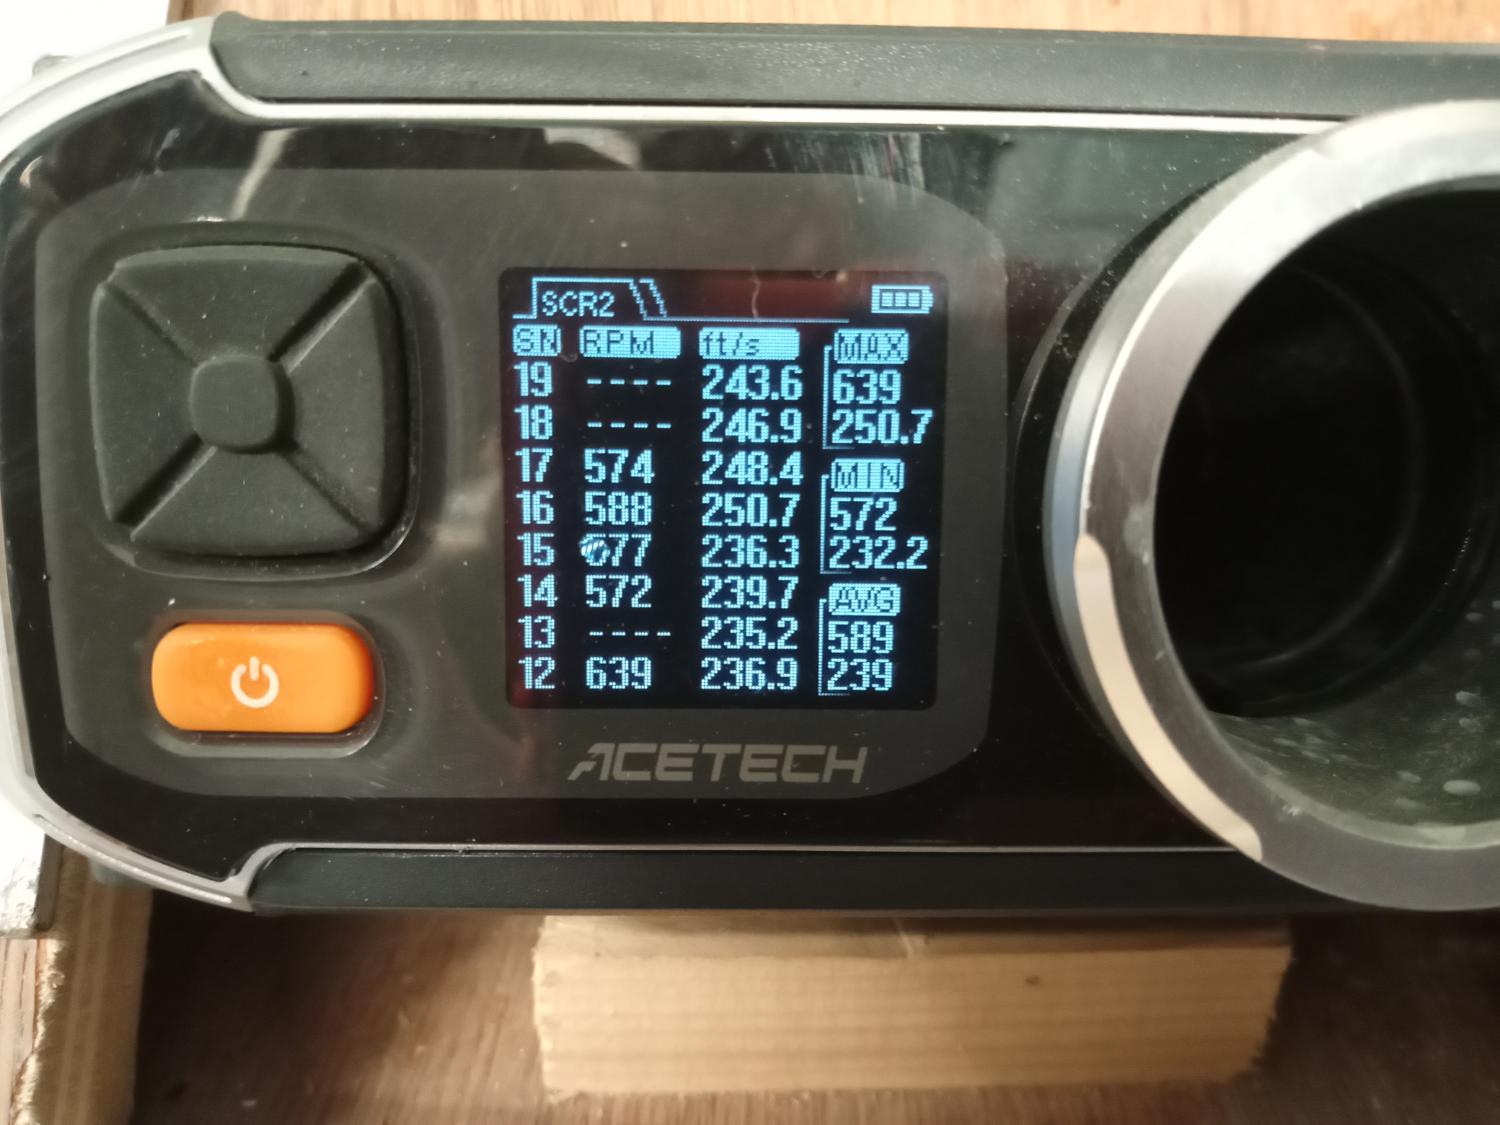 SCR2
SN RPM ft/s MAX
19 ---- 243.6 639
18 ---- 246.9 250.7
17 574 248.4 MIN
16 588 250.7 572
15 577 236.3 232.2
14 572 239.7 AVG
13 ---- 235.2 589
12 639 236.9 239
ACETECH